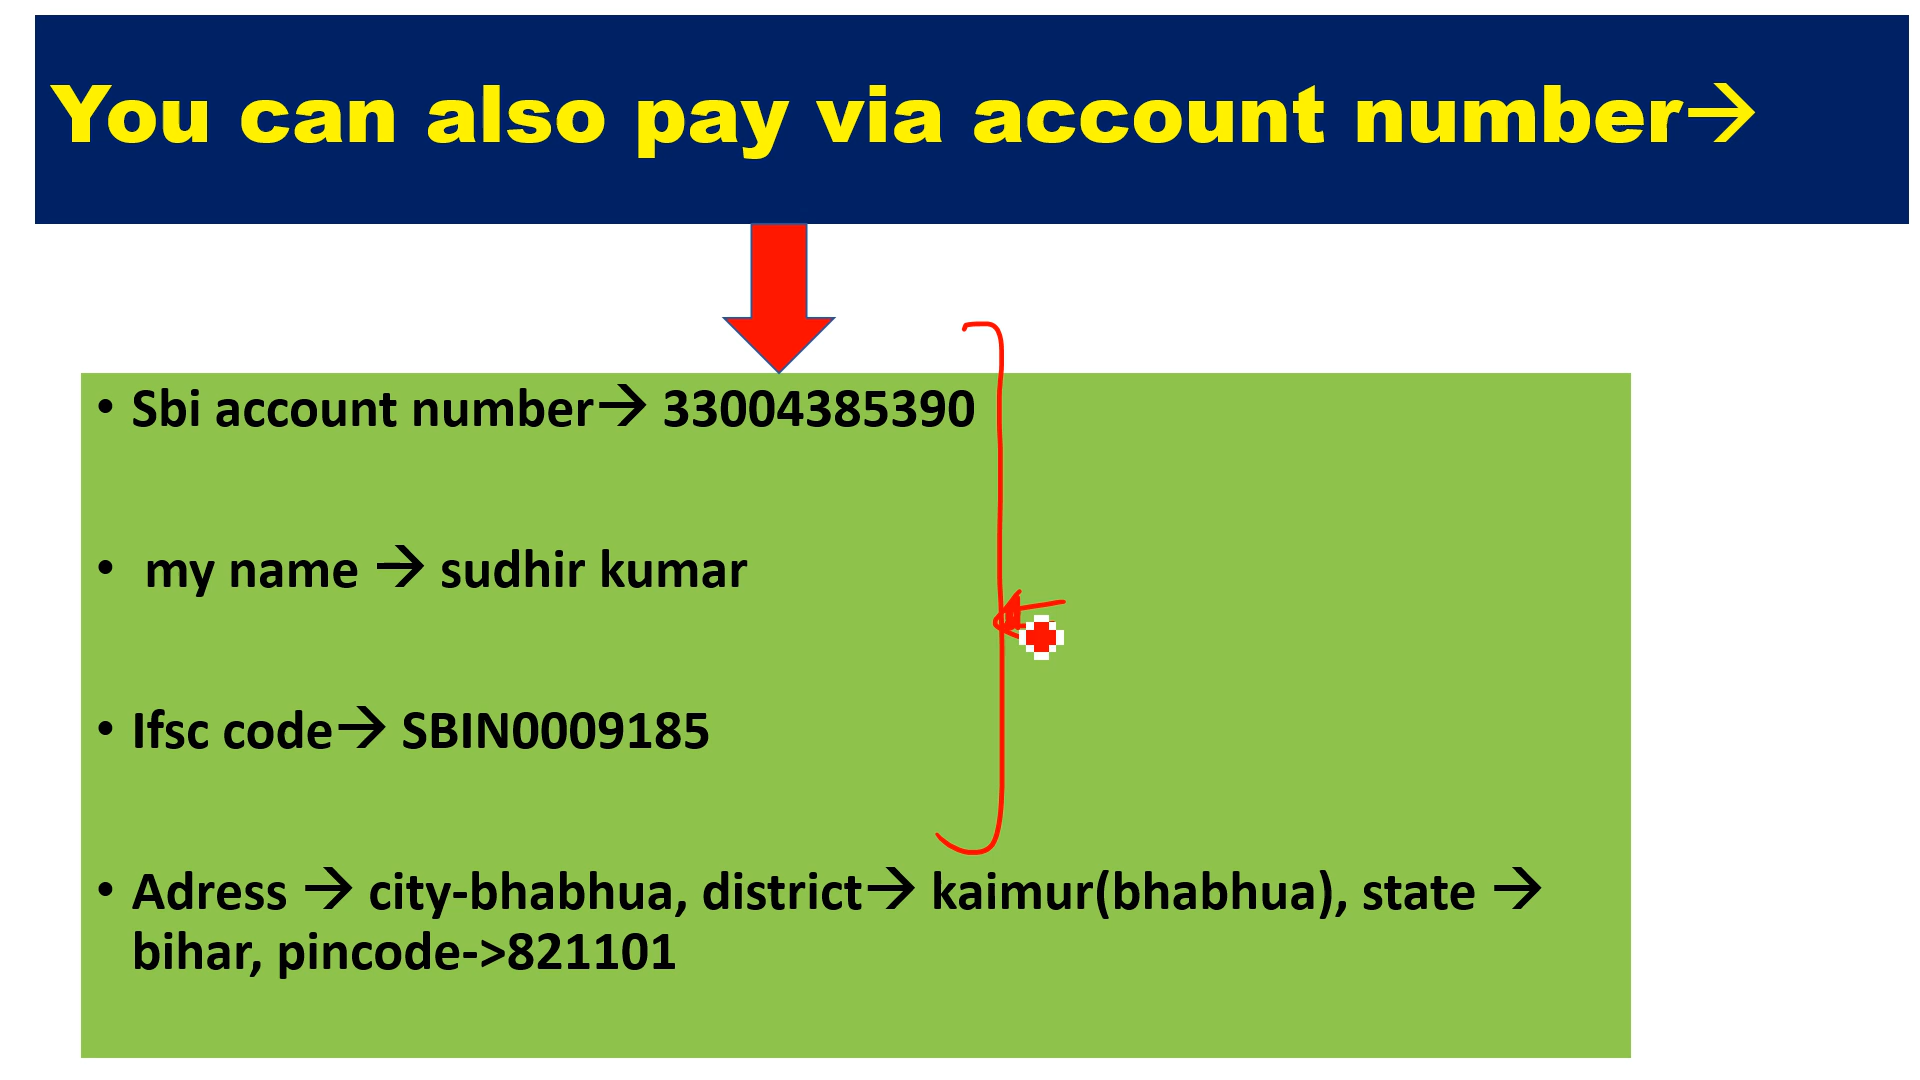 You can also pay via account number→
• Sbi account number→ 33004385390
• my name → sudhir kumar
• Ifsc code→ SBIN0009185
• Adress → city-bhabhua, district→ kaimur(bhabhua), state →
bihar, pincode->821101